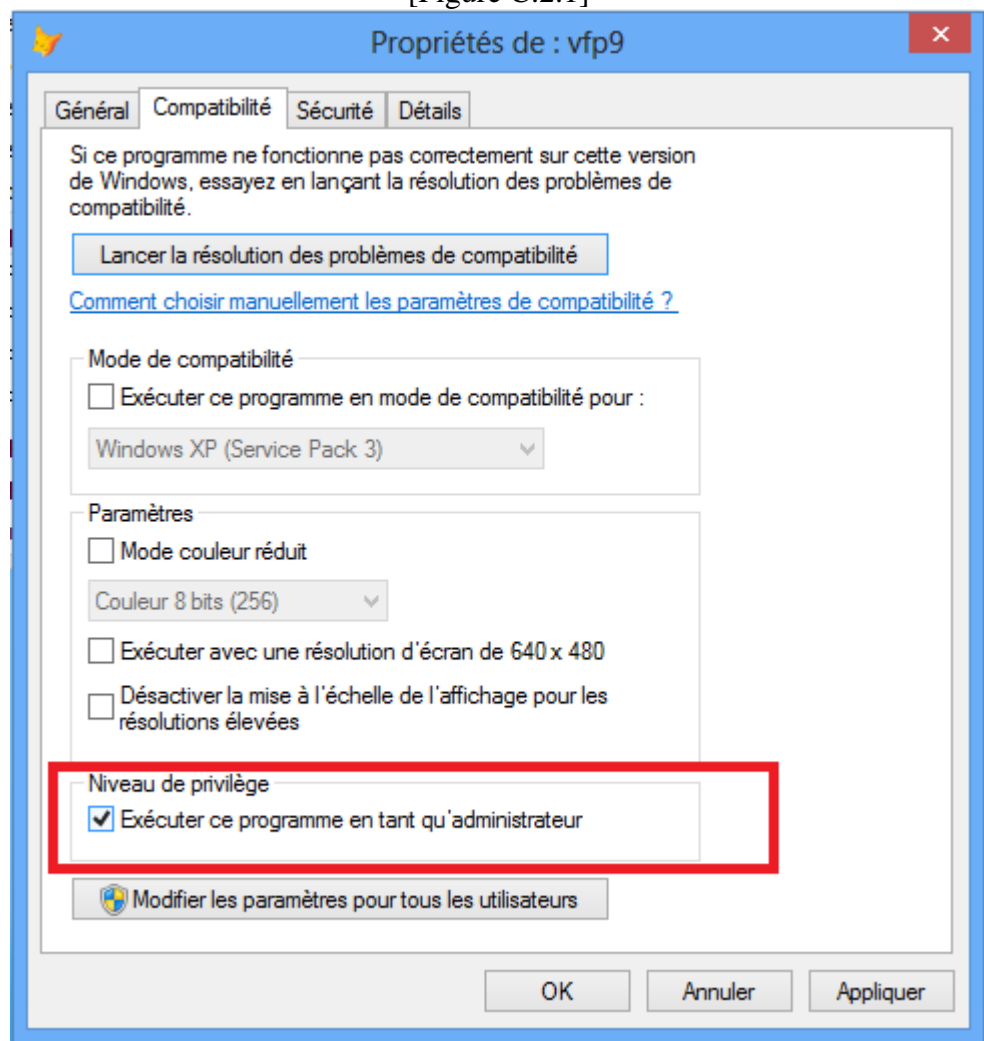 [Figure C.2.1]
Propriétés de : vfp9
Général Compatibilité Sécurité Détails
Si ce programme ne fonctionne pas correctement sur cette version
de Windows, essayez en lançant la résolution des problèmes de
compatibilité.
Lancer la résolution des problèmes de compatibilité
Comment choisir manuellement les paramètres de compatibilité ?
Mode de compatibilité
Exécuter ce programme en mode de compatibilité pour :
Windows XP (Service Pack 3)
Paramètres
Mode couleur réduit
Couleur 8 bits (256)
Exécuter avec une résolution d'écran de 640 x 480
Désactiver la mise à l'échelle de l'affichage pour les
résolutions élevées
Niveau de privilège
Exécuter ce programme en tant qu'administrateur
Modifier les paramètres pour tous les utilisateurs
OK Annuler Appliquer